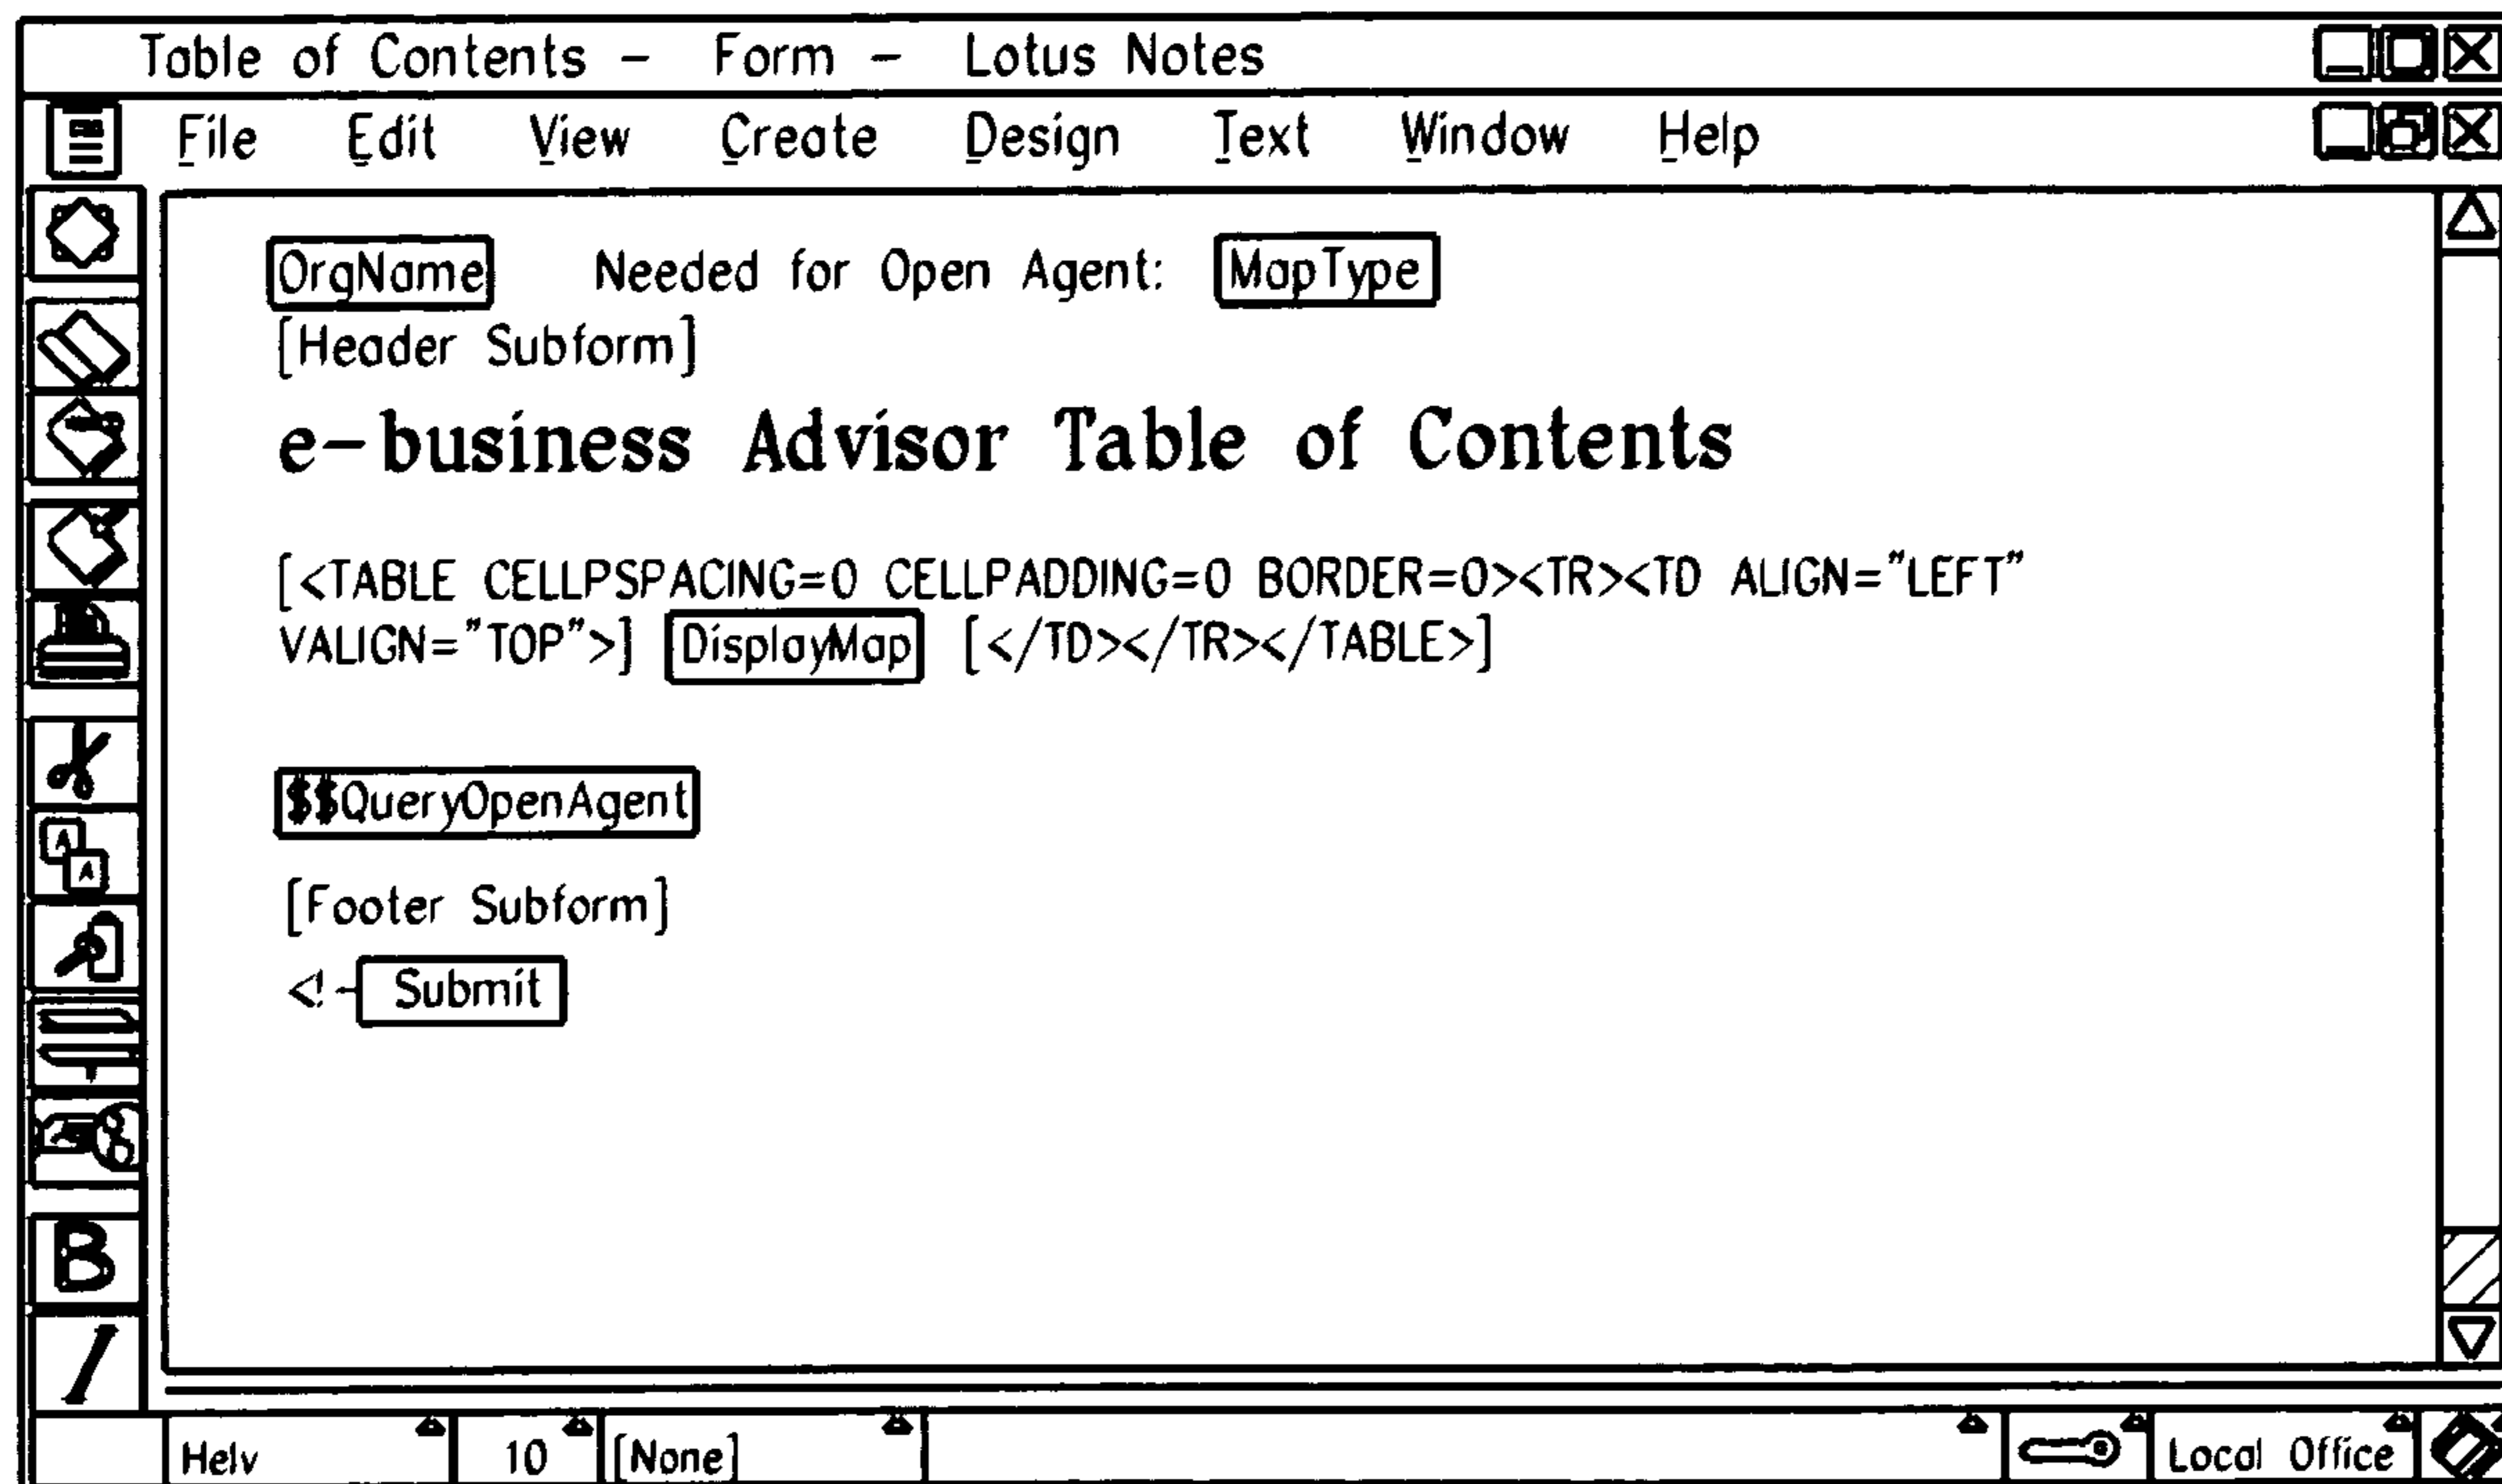 Table of Contents – Form – Lotus Notes
File Edit View Create Design Text Window Help
OrgName Needed for Open Agent: MapType
[Header Subform]
e-business Advisor Table of Contents
[<TABLE CELLPSPACING=0 CELLPADDING=0 BORDER=0><TR><TD ALIGN="LEFT"
VALIGN="TOP">] DisplayMap [</TD></TR></TABLE>]
$$QueryOpenAgent
[Footer Subform]
<!- Submit
B
I
Helv 10 [None] Local Office